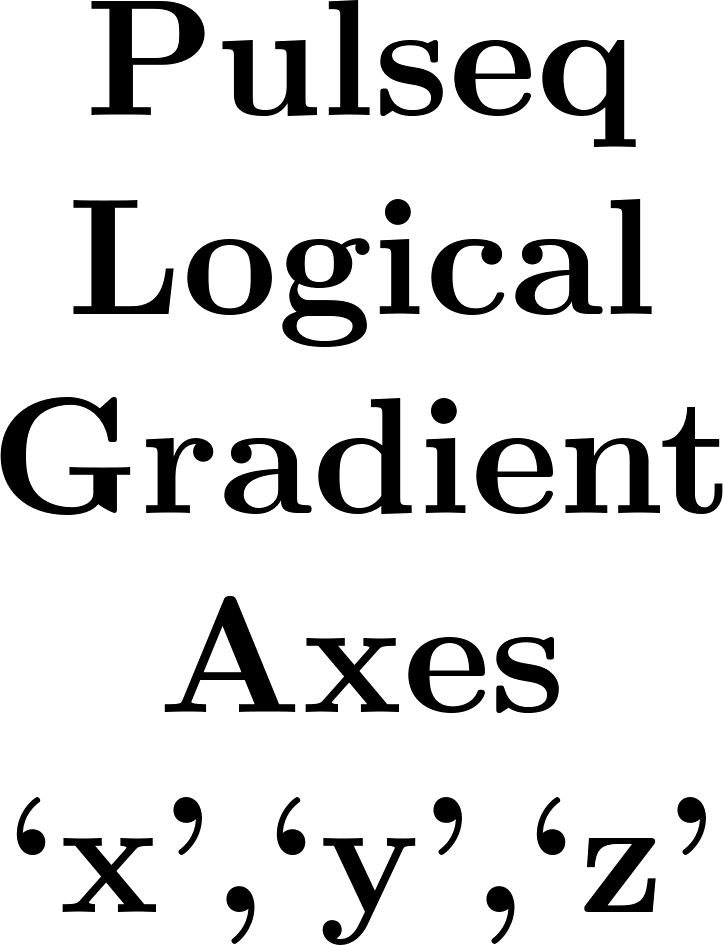 Pulseq
Logical
Gradient
Axes
‘x’,‘y’,‘z’